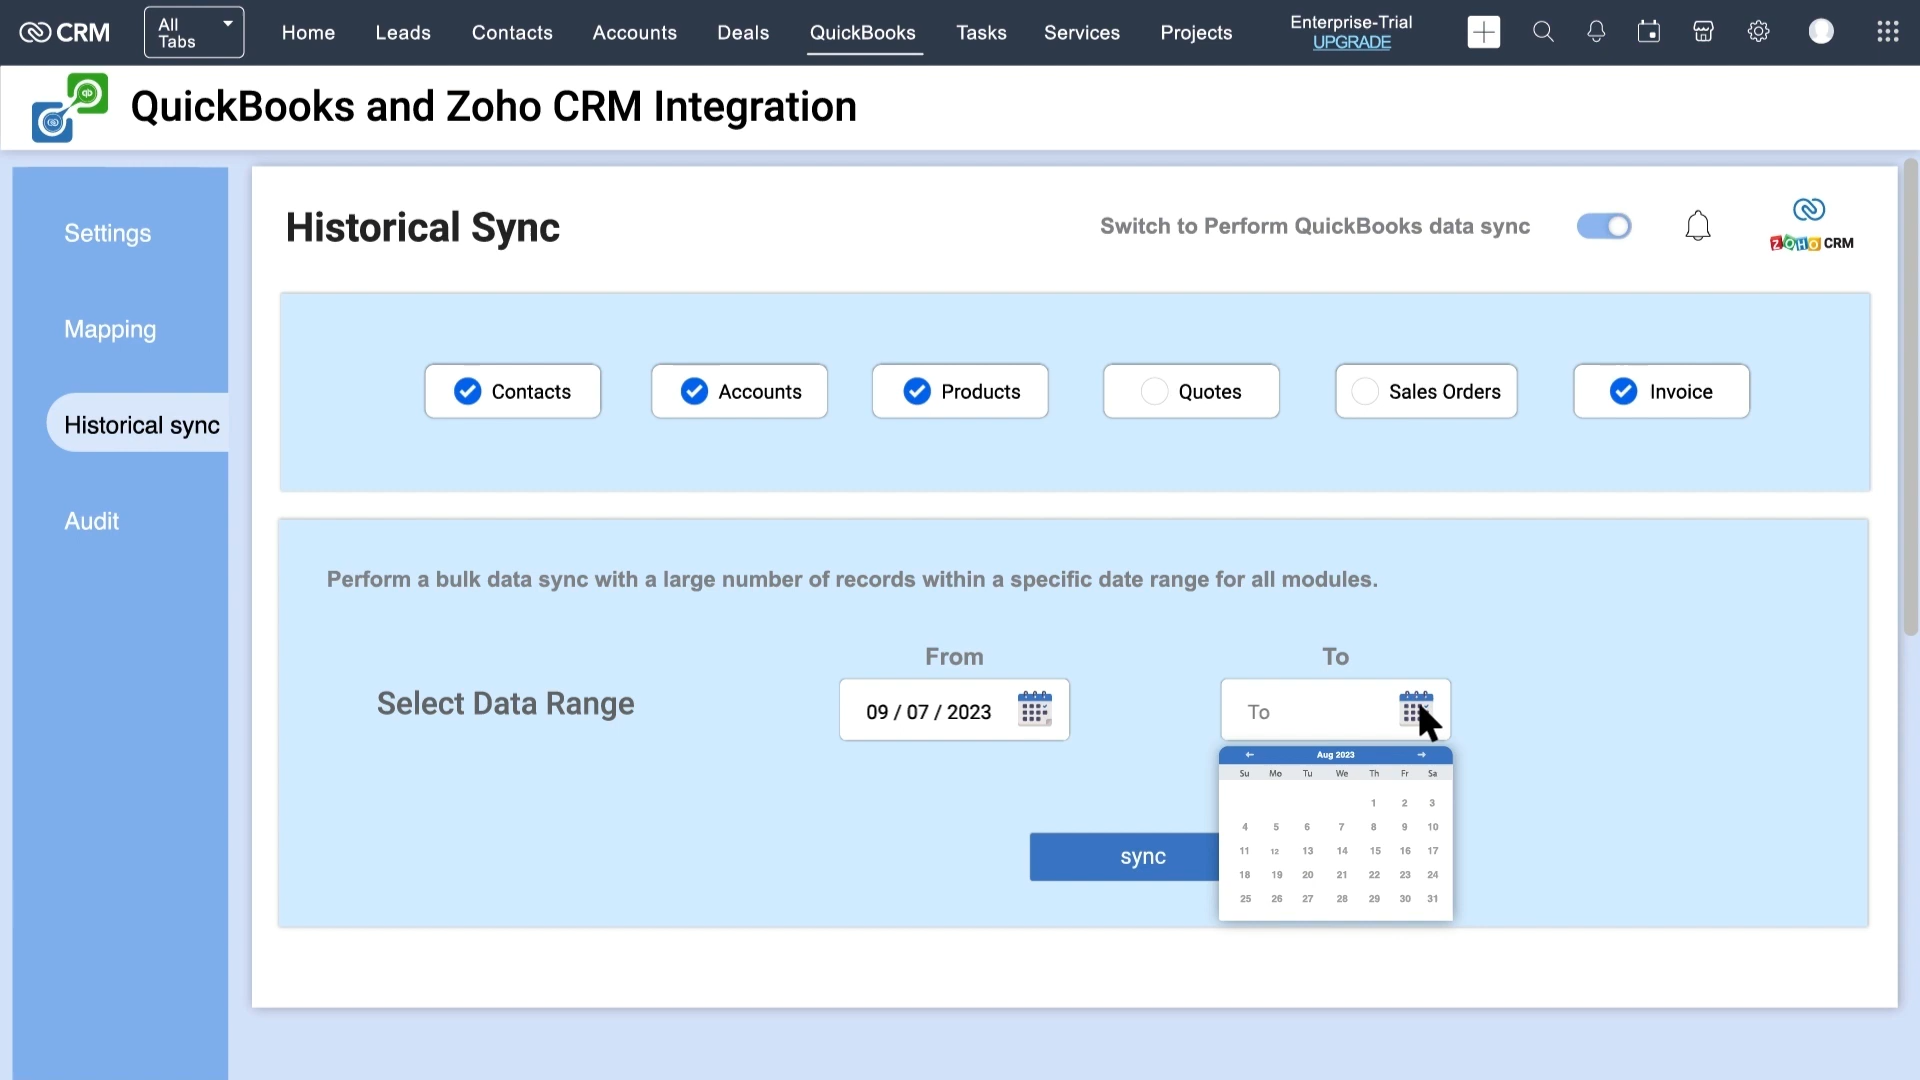 CRM
All Tabs
Home Leads Contacts Accounts Deals QuickBooks Tasks Services Projects
Enterprise-Trial
UPGRADE
QuickBooks and Zoho CRM Integration
Settings
Mapping
Historical sync
Audit
Historical Sync
Switch to Perform QuickBooks data sync
ZOHO CRM
Contacts Accounts Products Quotes Sales Orders Invoice
Perform a bulk data sync with a large number of records within a specific date range for all modules.
From To
Select Data Range
09 / 07 / 2023
To
Aug 2023
Su Mo Tu We Th Fr Sa
1 2 3
4 5 6 7 8 9 10
11 12 13 14 15 16 17
18 19 20 21 22 23 24
25 26 27 28 29 30 31
sync